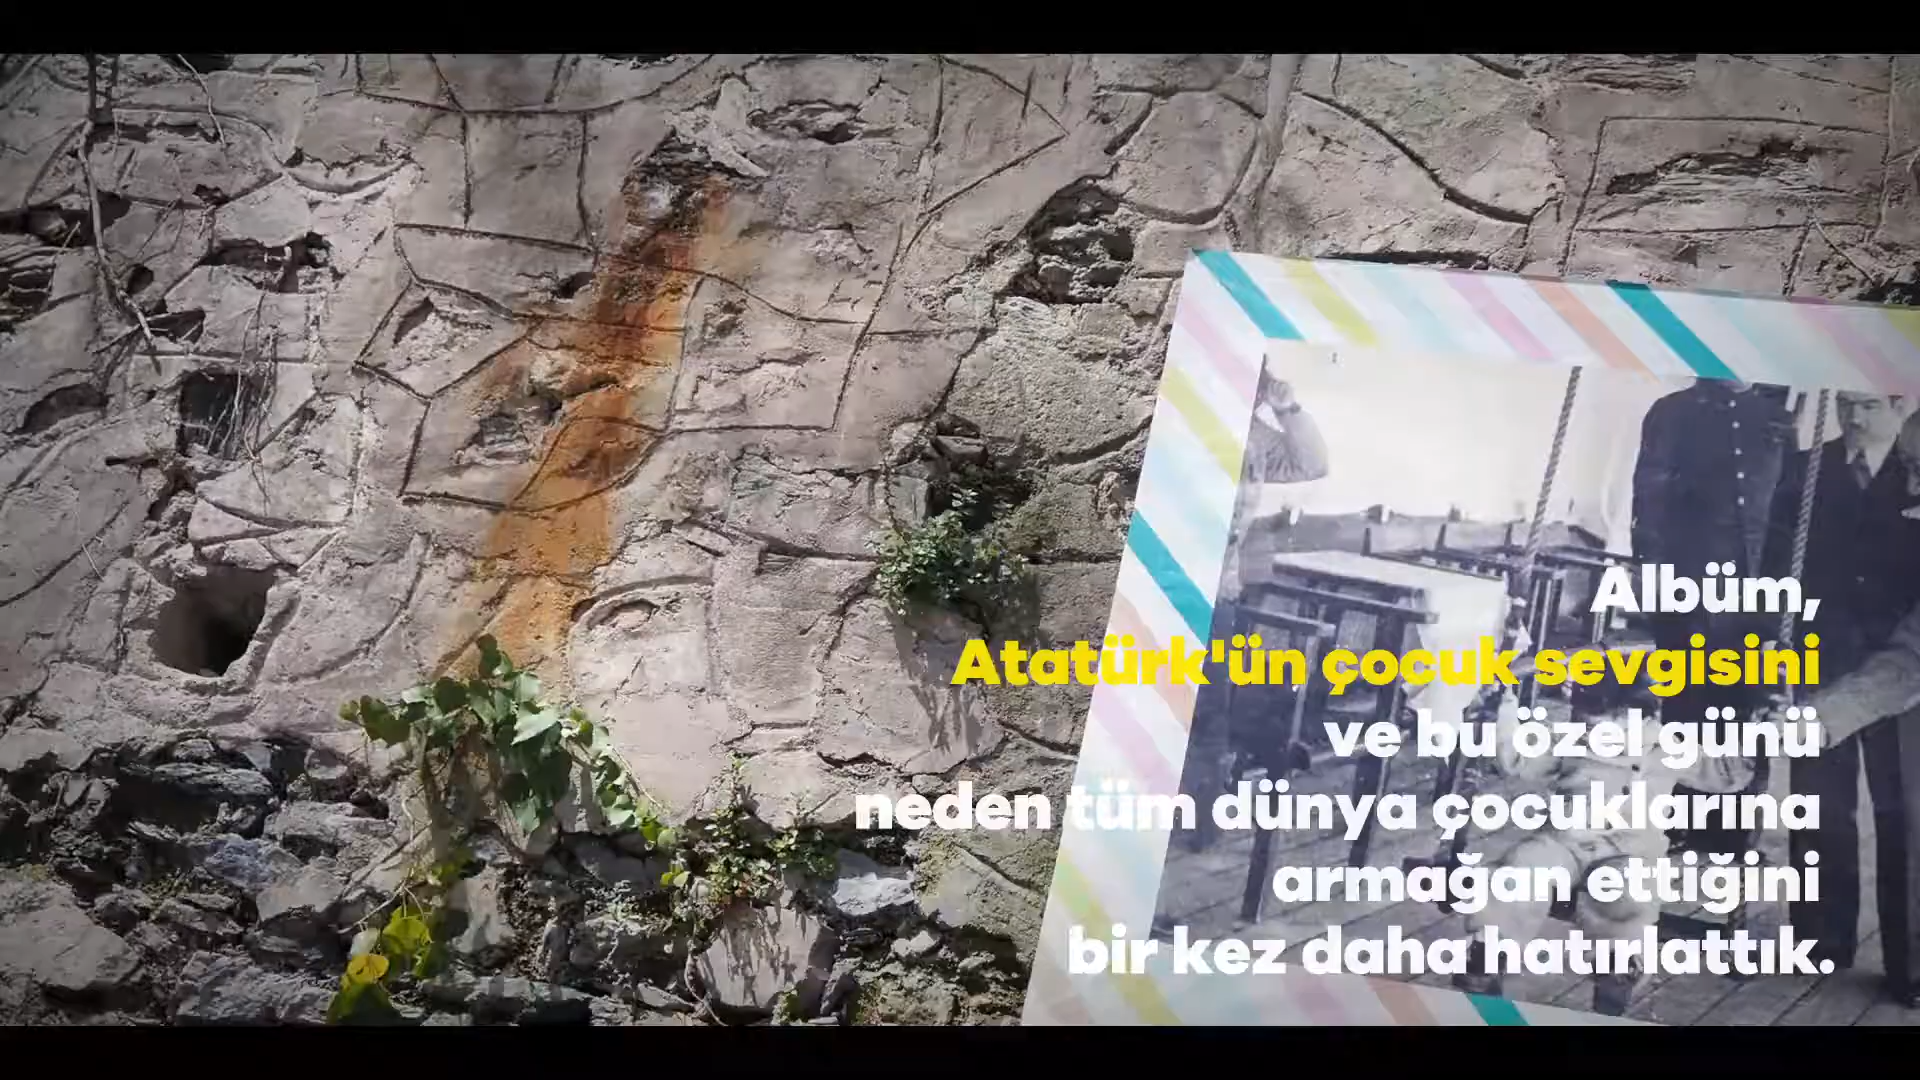 Albüm,
Atatürk'ün çocuk sevgisini
ve bu özel günü
neden tüm dünya çocuklarına
armağan ettiğini
bir kez daha hatırlattık.